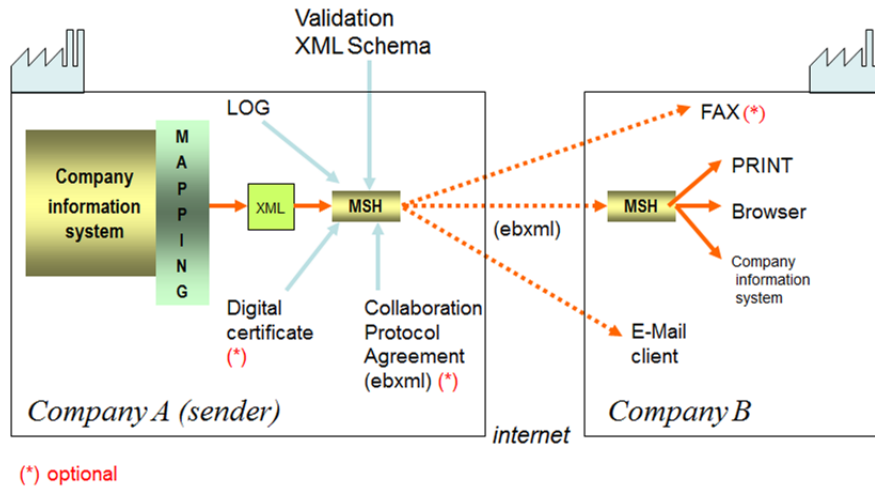 Validation
XML Schema
LOG
Company
information
system
M
A
P
P
I
N
G
XML
MSH
Digital
certificate
(*)
Collaboration
Protocol
Agreement
(ebxml) (*)
Company A (sender)
(ebxml)
internet
FAX (*)
MSH
PRINT
Browser
Company
information
system
E-Mail
client
Company B
(*) optional